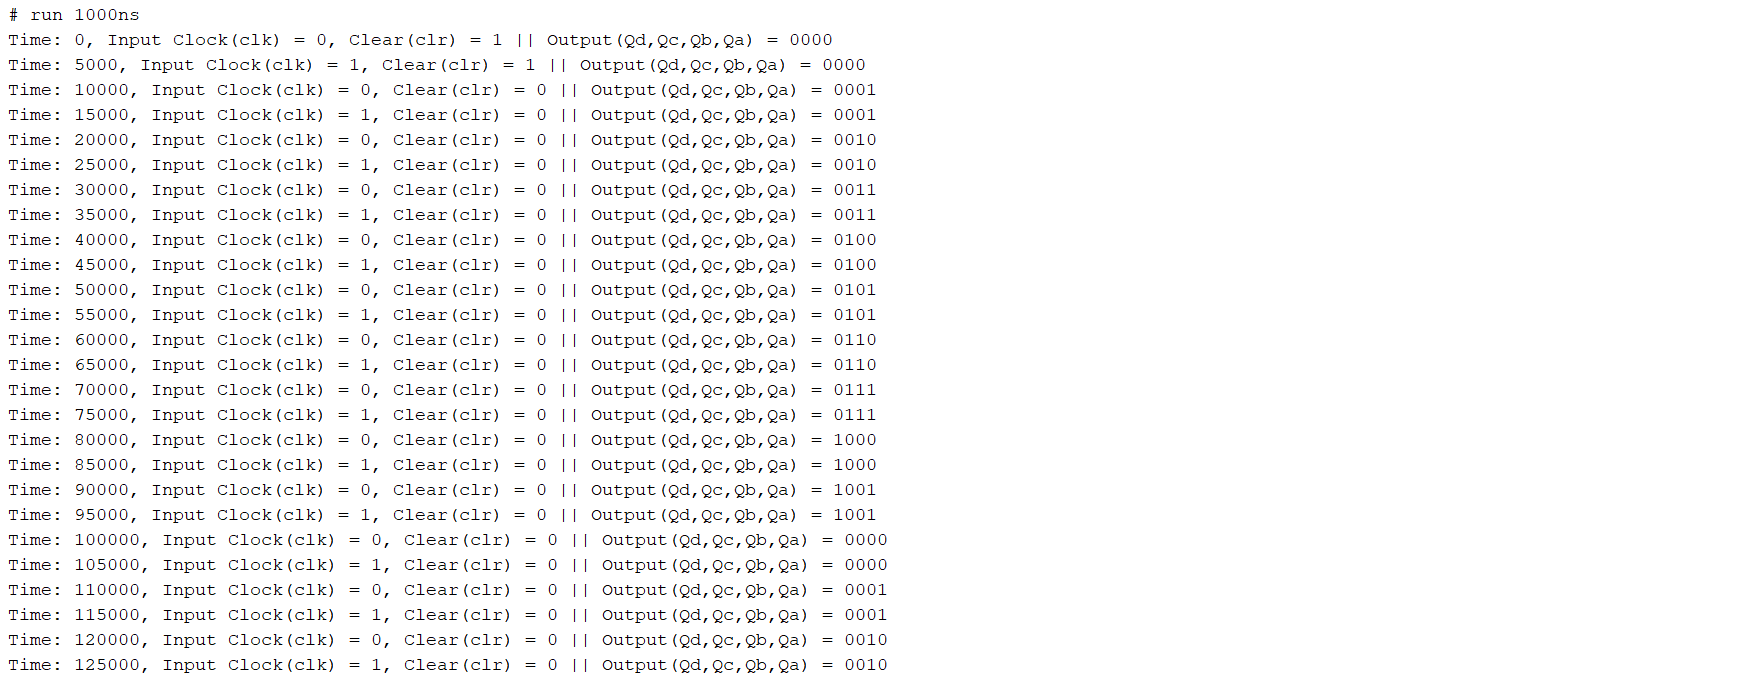 # run 1000ns
Time: 0, Input Clock(clk) = 0, Clear(clr) = 1 || Output(Qd,Qc,Qb,Qa) = 0000
Time: 5000, Input Clock(clk) = 1, Clear(clr) = 1 || Output(Qd,Qc,Qb,Qa) = 0000
Time: 10000, Input Clock(clk) = 0, Clear(clr) = 0 || Output(Qd,Qc,Qb,Qa) = 0001
Time: 15000, Input Clock(clk) = 1, Clear(clr) = 0 || Output(Qd,Qc,Qb,Qa) = 0001
Time: 20000, Input Clock(clk) = 0, Clear(clr) = 0 || Output(Qd,Qc,Qb,Qa) = 0010
Time: 25000, Input Clock(clk) = 1, Clear(clr) = 0 || Output(Qd,Qc,Qb,Qa) = 0010
Time: 30000, Input Clock(clk) = 0, Clear(clr) = 0 || Output(Qd,Qc,Qb,Qa) = 0011
Time: 35000, Input Clock(clk) = 1, Clear(clr) = 0 || Output(Qd,Qc,Qb,Qa) = 0011
Time: 40000, Input Clock(clk) = 0, Clear(clr) = 0 || Output(Qd,Qc,Qb,Qa) = 0100
Time: 45000, Input Clock(clk) = 1, Clear(clr) = 0 || Output(Qd,Qc,Qb,Qa) = 0100
Time: 50000, Input Clock(clk) = 0, Clear(clr) = 0 || Output(Qd,Qc,Qb,Qa) = 0101
Time: 55000, Input Clock(clk) = 1, Clear(clr) = 0 || Output(Qd,Qc,Qb,Qa) = 0101
Time: 60000, Input Clock(clk) = 0, Clear(clr) = 0 || Output(Qd,Qc,Qb,Qa) = 0110
Time: 65000, Input Clock(clk) = 1, Clear(clr) = 0 || Output(Qd,Qc,Qb,Qa) = 0110
Time: 70000, Input Clock(clk) = 0, Clear(clr) = 0 || Output(Qd,Qc,Qb,Qa) = 0111
Time: 75000, Input Clock(clk) = 1, Clear(clr) = 0 || Output(Qd,Qc,Qb,Qa) = 0111
Time: 80000, Input Clock(clk) = 0, Clear(clr) = 0 || Output(Qd,Qc,Qb,Qa) = 1000
Time: 85000, Input Clock(clk) = 1, Clear(clr) = 0 || Output(Qd,Qc,Qb,Qa) = 1000
Time: 90000, Input Clock(clk) = 0, Clear(clr) = 0 || Output(Qd,Qc,Qb,Qa) = 1001
Time: 95000, Input Clock(clk) = 1, Clear(clr) = 0 || Output(Qd,Qc,Qb,Qa) = 1001
Time: 100000, Input Clock(clk) = 0, Clear(clr) = 0 || Output(Qd,Qc,Qb,Qa) = 0000
Time: 105000, Input Clock(clk) = 1, Clear(clr) = 0 || Output(Qd,Qc,Qb,Qa) = 0000
Time: 110000, Input Clock(clk) = 0, Clear(clr) = 0 || Output(Qd,Qc,Qb,Qa) = 0001
Time: 115000, Input Clock(clk) = 1, Clear(clr) = 0 || Output(Qd,Qc,Qb,Qa) = 0001
Time: 120000, Input Clock(clk) = 0, Clear(clr) = 0 || Output(Qd,Qc,Qb,Qa) = 0010
Time: 125000, Input Clock(clk) = 1, Clear(clr) = 0 || Output(Qd,Qc,Qb,Qa) = 0010